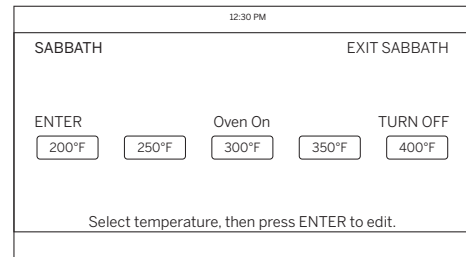 12:30 PM
SABBATH EXIT SABBATH
ENTER Oven On TURN OFF
200°F 250°F 300°F 350°F 400°F
Select temperature, then press ENTER to edit.